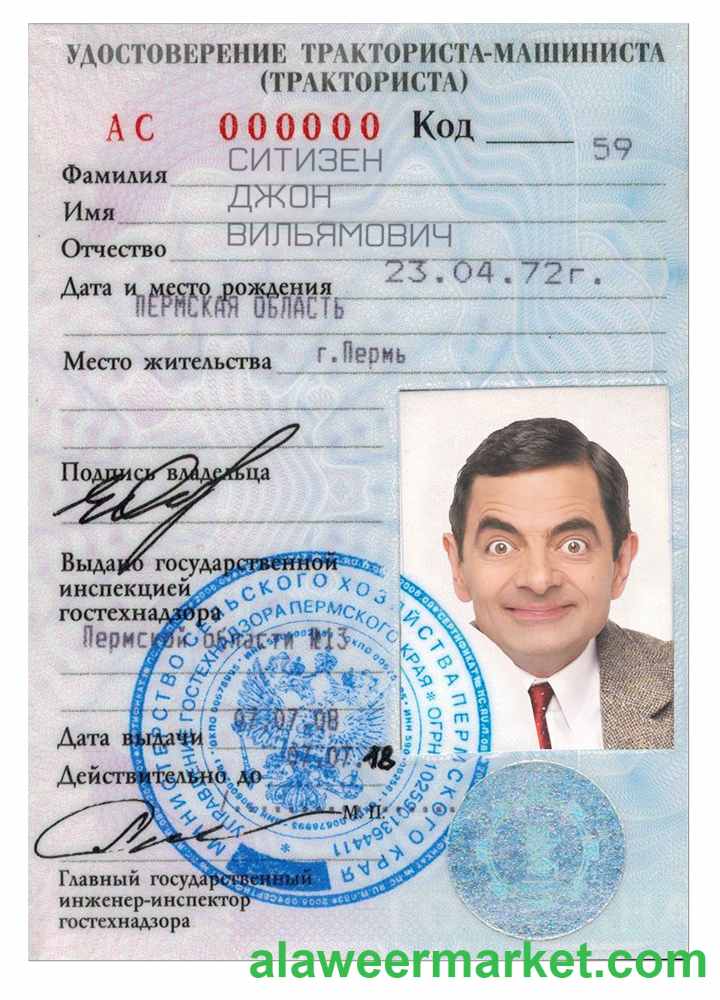 УДОСТОВЕРЕНИЕ ТРАКТОРИСТА-МАШИНИСТА
(ТРАКТОРИСТА)
АС 000000 Код 59
Фамилия СИТИЗЕН
Имя ДЖОН
Отчество ВИЛЬЯМОВИЧ
Дата и место рождения 23.04.72г.
ПЕРМСКАЯ ОБЛАСТЬ
Место жительства г.Пермь
Подпись владельца
Выдано государственной
инспекцией
гостехнадзора
Пермской области №13
МИНИСТЕРСТВО СЕЛЬСКОГО ХОЗЯЙСТВА ПЕРМСКОГО КРАЯ
ГОСТЕХНАДЗОРА ПЕРМСКОГО КРАЯ * ОГРН 1025901364411 *
Дата выдачи 07.07.08
Действительно до 07.07.18
М. П.
Главный государственный
инженер-инспектор
гостехнадзора
alaweermarket.com